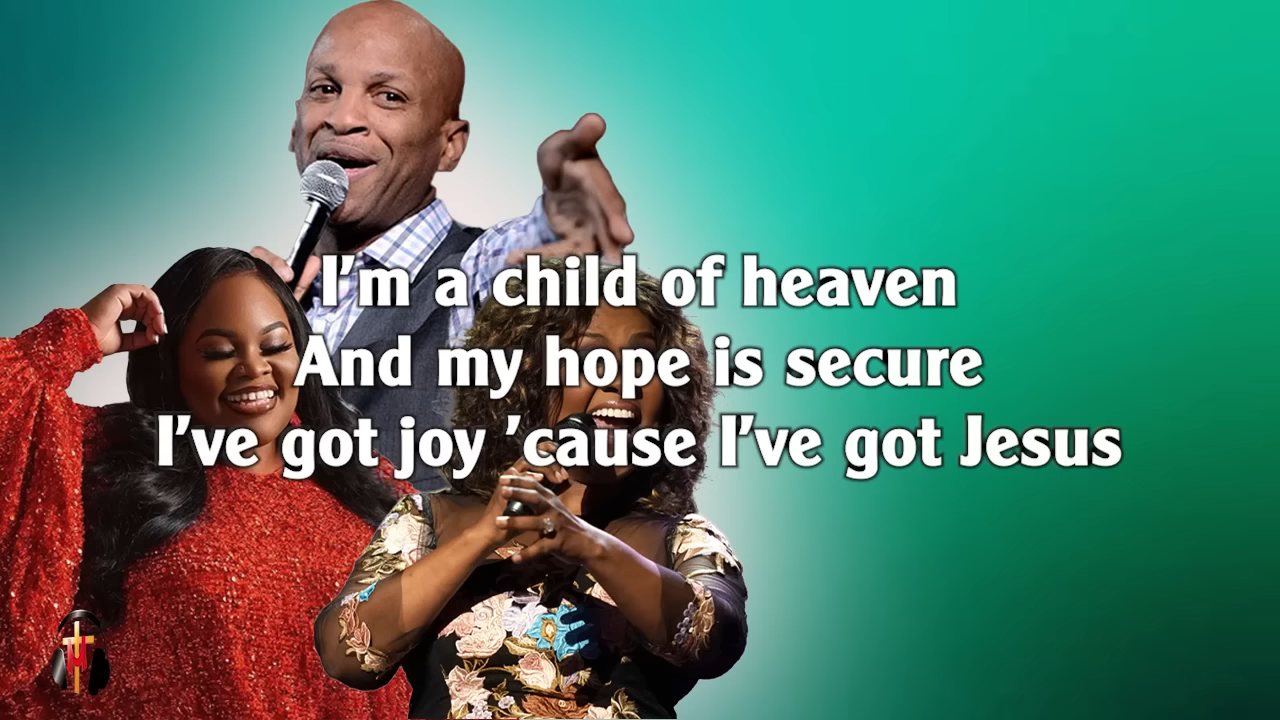 I'm a child of heaven
And my hope is secure
I've got joy 'cause I've got Jesus